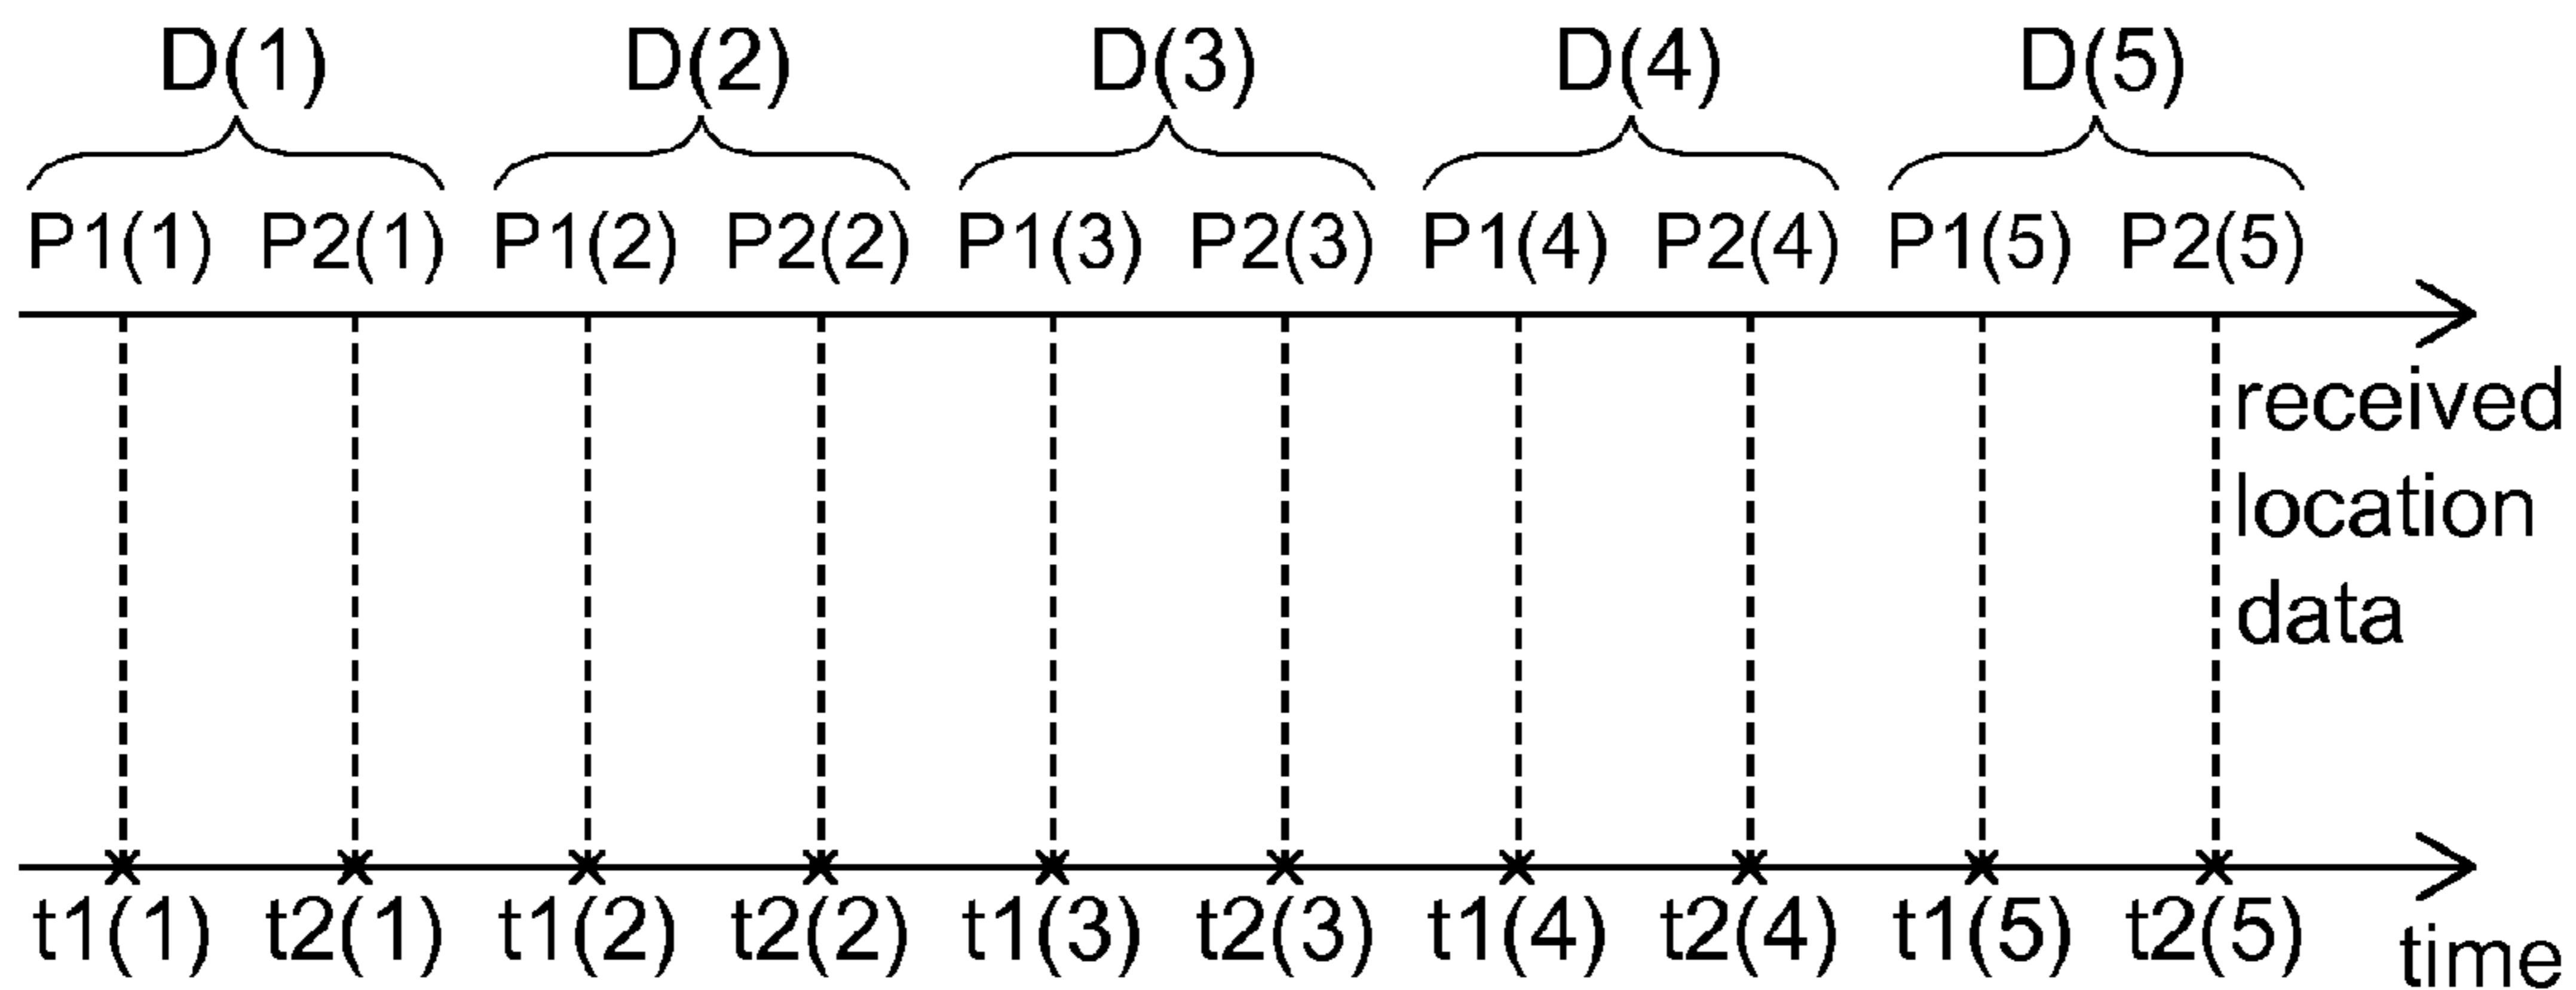 D(1) D(2) D(3) D(4) D(5)
P1(1) P2(1) P1(2) P2(2) P1(3) P2(3) P1(4) P2(4) P1(5) P2(5)
received
location
data
t1(1) t2(1) t1(2) t2(2) t1(3) t2(3) t1(4) t2(4) t1(5) t2(5)
time